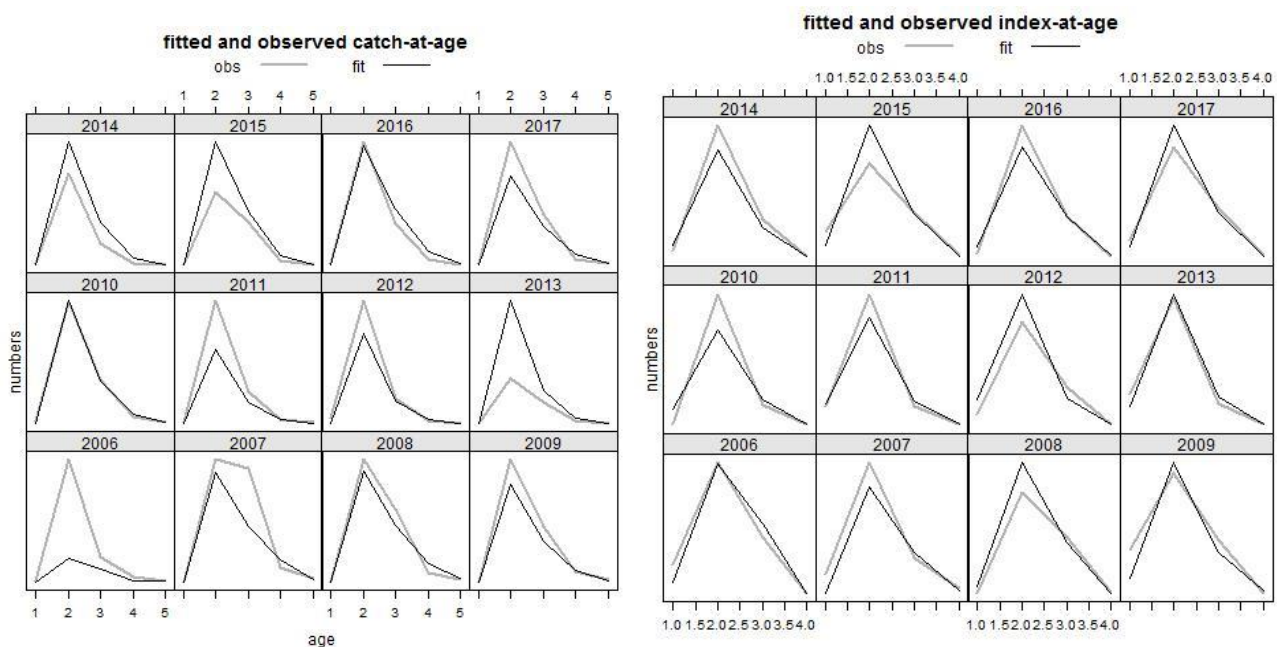 fitted and observed catch-at-age
obs fit
1 2 3 4 5 1 2 3 4 5
2014 2015 2016 2017
2010 2011 2012 2013
2006 2007 2008 2009
numbers
1 2 3 4 5 1 2 3 4 5
age
fitted and observed index-at-age
obs fit
1.0 1.5 2.0 2.5 3.0 3.5 4.0 1.0 1.5 2.0 2.5 3.0 3.5 4.0
2014 2015 2016 2017
2010 2011 2012 2013
2006 2007 2008 2009
numbers
1.0 1.5 2.0 2.5 3.0 3.5 4.0 1.0 1.5 2.0 2.5 3.0 3.5 4.0